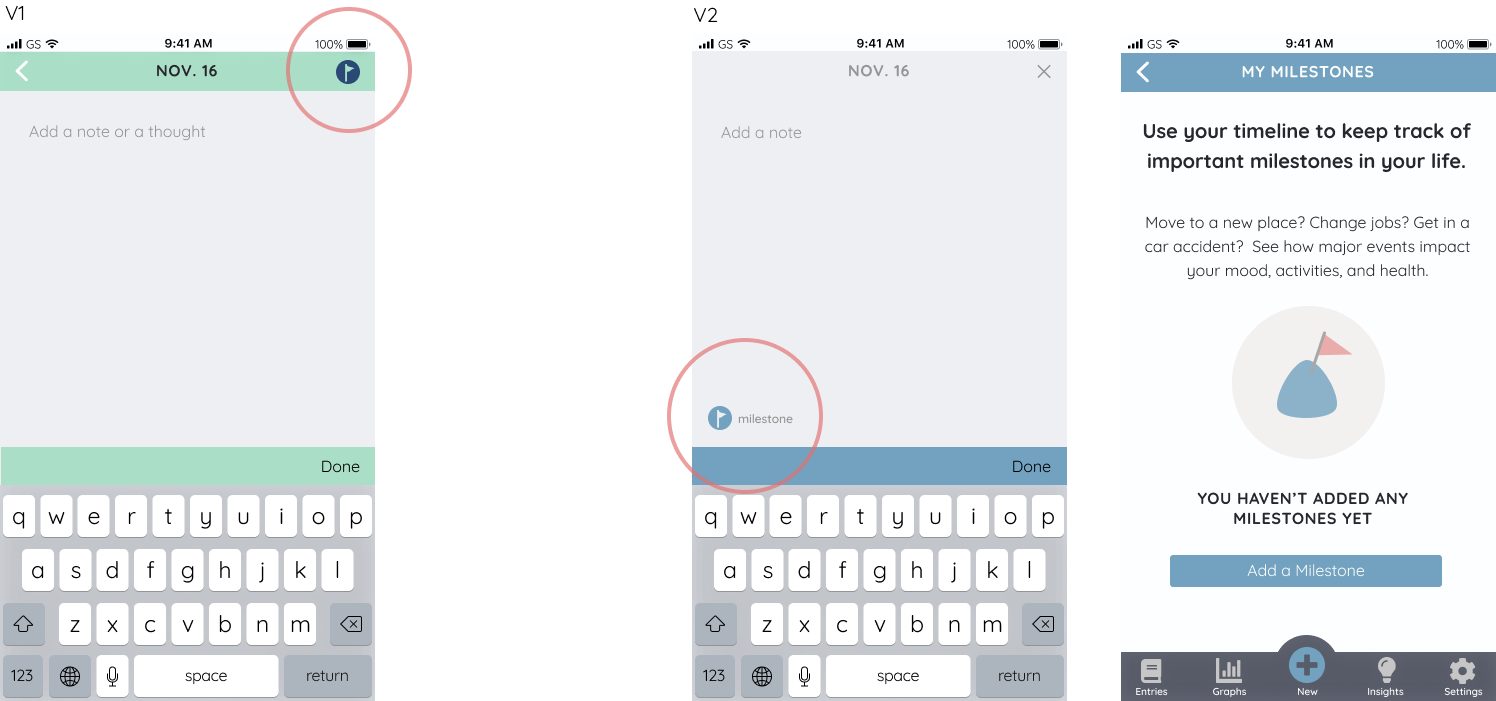 V1
GS 9:41 AM 100%
NOV. 16
Add a note or a thought
Done
q w e r t y u i o p
a s d f g h j k l
z x c v b n m
123 space return
V2
GS 9:41 AM 100%
NOV. 16
Add a note
milestone
Done
q w e r t y u i o p
a s d f g h j k l
z x c v b n m
123 space return
GS 9:41 AM 100%
MY MILESTONES
Use your timeline to keep track of
important milestones in your life.
Move to a new place? Change jobs? Get in a
car accident?  See how major events impact
your mood, activities, and health.
YOU HAVEN’T ADDED ANY
MILESTONES YET
Add a Milestone
Entries Graphs New Insights Settings